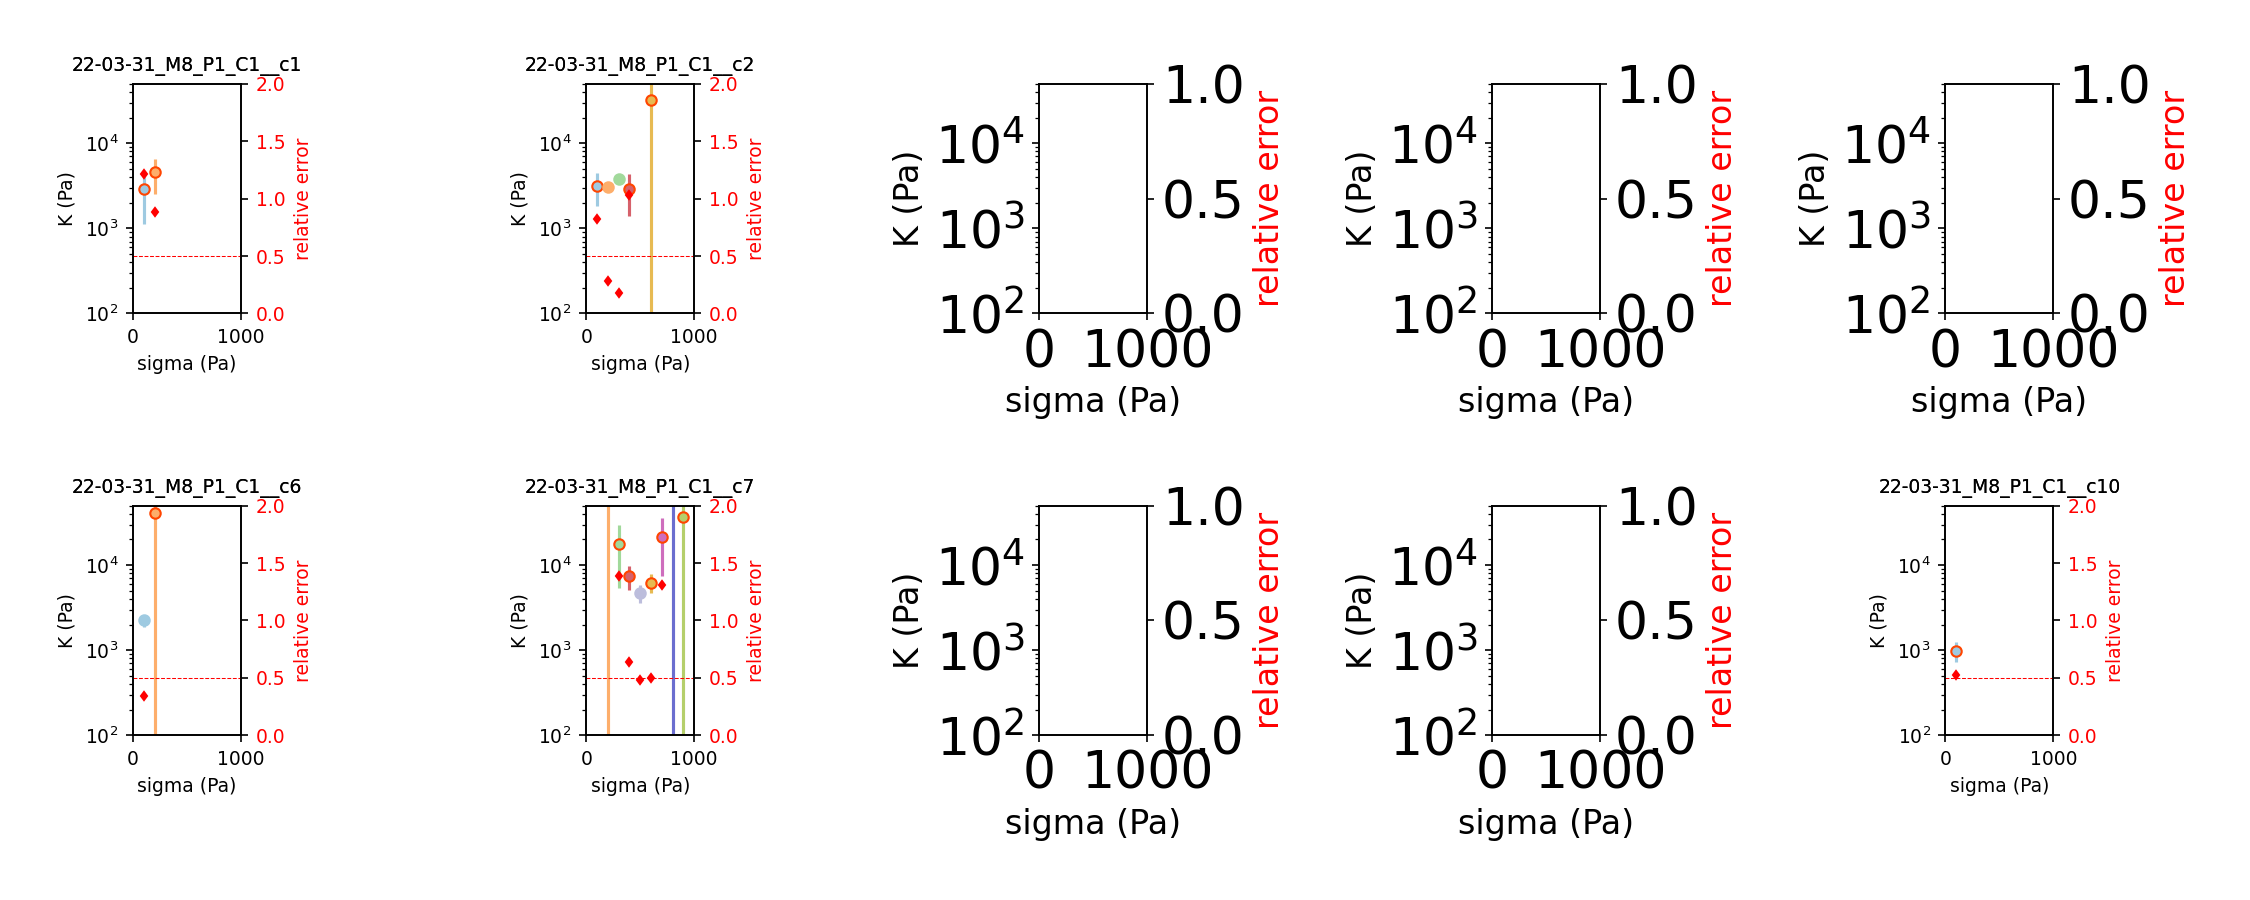 22-03-31_M8_P1_C1__c1
K (Pa)
10^4
10^3
10^2
2.0
1.5
1.0
0.5
0.0
relative error
0 1000
sigma (Pa)
22-03-31_M8_P1_C1__c2
K (Pa)
10^4
10^3
10^2
2.0
1.5
1.0
0.5
0.0
relative error
0 1000
sigma (Pa)
K (Pa)
10^4
10^3
10^2
1.0
0.5
0.0
relative error
0 1000
sigma (Pa)
K (Pa)
10^4
10^3
10^2
1.0
0.5
0.0
relative error
0 1000
sigma (Pa)
K (Pa)
10^4
10^3
10^2
1.0
0.5
0.0
relative error
0 1000
sigma (Pa)
22-03-31_M8_P1_C1__c6
K (Pa)
10^4
10^3
10^2
2.0
1.5
1.0
0.5
0.0
relative error
0 1000
sigma (Pa)
22-03-31_M8_P1_C1__c7
K (Pa)
10^4
10^3
10^2
2.0
1.5
1.0
0.5
0.0
relative error
0 1000
sigma (Pa)
K (Pa)
10^4
10^3
10^2
1.0
0.5
0.0
relative error
0 1000
sigma (Pa)
K (Pa)
10^4
10^3
10^2
1.0
0.5
0.0
relative error
0 1000
sigma (Pa)
22-03-31_M8_P1_C1__c10
K (Pa)
10^4
10^3
10^2
2.0
1.5
1.0
0.5
0.0
relative error
0 1000
sigma (Pa)